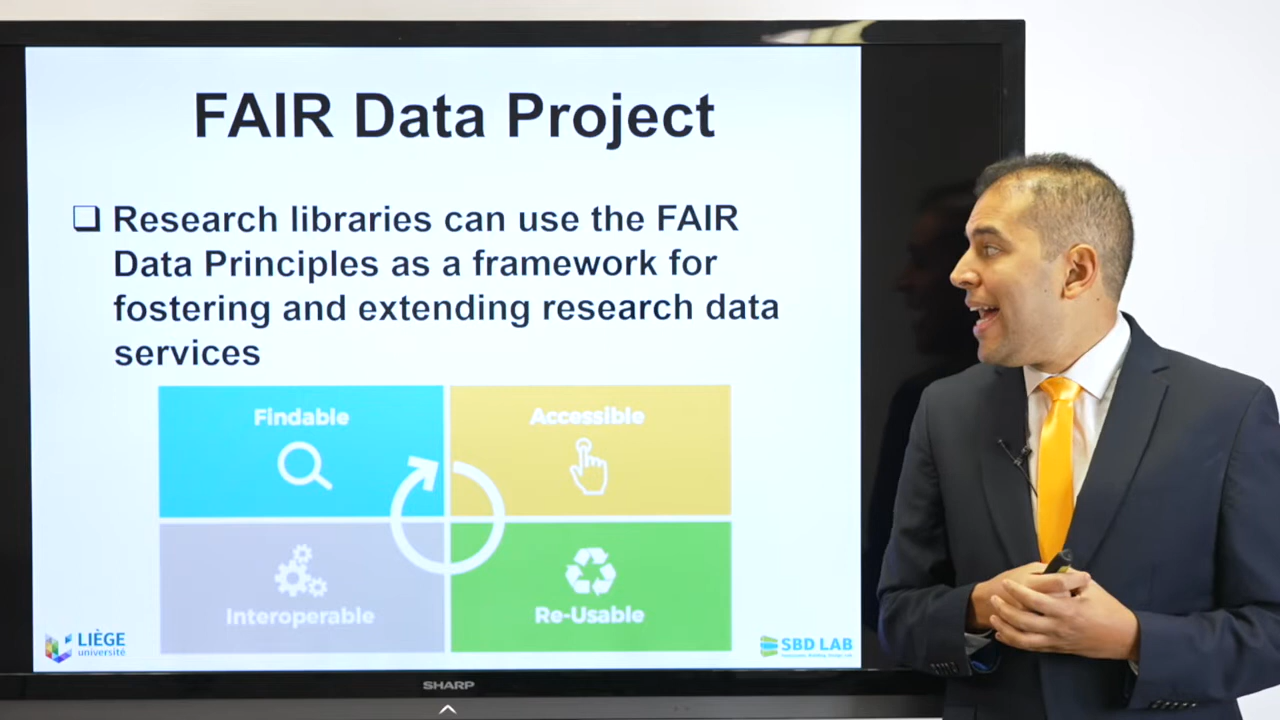 FAIR Data Project
❑ Research libraries can use the FAIR
Data Principles as a framework for
fostering and extending research data
services
Findable
Accessible
Interoperable
Re-Usable
LIÈGE
université
SBD LAB
SHARP